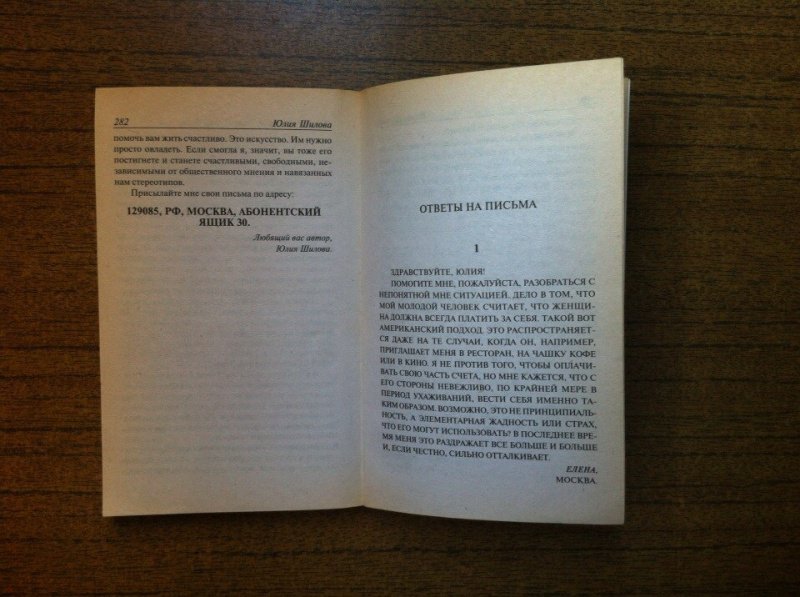 282 Юлия Шилова
помочь вам жить счастливо. Это искусство. Им нужно
просто овладеть. Если смогла я, значит, вы тоже его
постигнете и станете счастливыми, свободными, не-
зависимыми от общественного мнения и навязанных
нам стереотипов.
Присылайте мне свои письма по адресу:
129085, РФ, МОСКВА, АБОНЕНТСКИЙ
ЯЩИК 30.
Любящий вас автор,
Юлия Шилова.
ОТВЕТЫ НА ПИСЬМА
1
ЗДРАВСТВУЙТЕ, ЮЛИЯ!
ПОМОГИТЕ МНЕ, ПОЖАЛУЙСТА, РАЗОБРАТЬСЯ С
НЕПОНЯТНОЙ МНЕ СИТУАЦИЕЙ. ДЕЛО В ТОМ, ЧТО
МОЙ МОЛОДОЙ ЧЕЛОВЕК СЧИТАЕТ, ЧТО ЖЕНЩИ-
НА ДОЛЖНА ВСЕГДА ПЛАТИТЬ ЗА СЕБЯ. ТАКОЙ ВОТ
АМЕРИКАНСКИЙ ПОДХОД. ЭТО РАСПРОСТРАНЯЕТ-
СЯ ДАЖЕ НА ТЕ СЛУЧАИ, КОГДА ОН, НАПРИМЕР,
ПРИГЛАШАЕТ МЕНЯ В РЕСТОРАН, НА ЧАШКУ КОФЕ
ИЛИ В КИНО. Я НЕ ПРОТИВ ТОГО, ЧТОБЫ ОПЛАЧИ-
ВАТЬ СВОЮ ЧАСТЬ СЧЕТА, НО МНЕ КАЖЕТСЯ, ЧТО С
ЕГО СТОРОНЫ НЕВЕЖЛИВО, ПО КРАЙНЕЙ МЕРЕ В
ПЕРИОД УХАЖИВАНИЙ, ВЕСТИ СЕБЯ ИМЕННО ТА-
КИМ ОБРАЗОМ. ВОЗМОЖНО, ЭТО НЕ ПРИНЦИПИАЛЬ-
НОСТЬ, А ЭЛЕМЕНТАРНАЯ ЖАДНОСТЬ ИЛИ СТРАХ,
ЧТО ЕГО МОГУТ ИСПОЛЬЗОВАТЬ? В ПОСЛЕДНЕЕ ВРЕ-
МЯ МЕНЯ ЭТО РАЗДРАЖАЕТ ВСЕ БОЛЬШЕ И БОЛЬШЕ
И, ЕСЛИ ЧЕСТНО, СИЛЬНО ОТТАЛКИВАЕТ.
ЕЛЕНА,
МОСКВА.